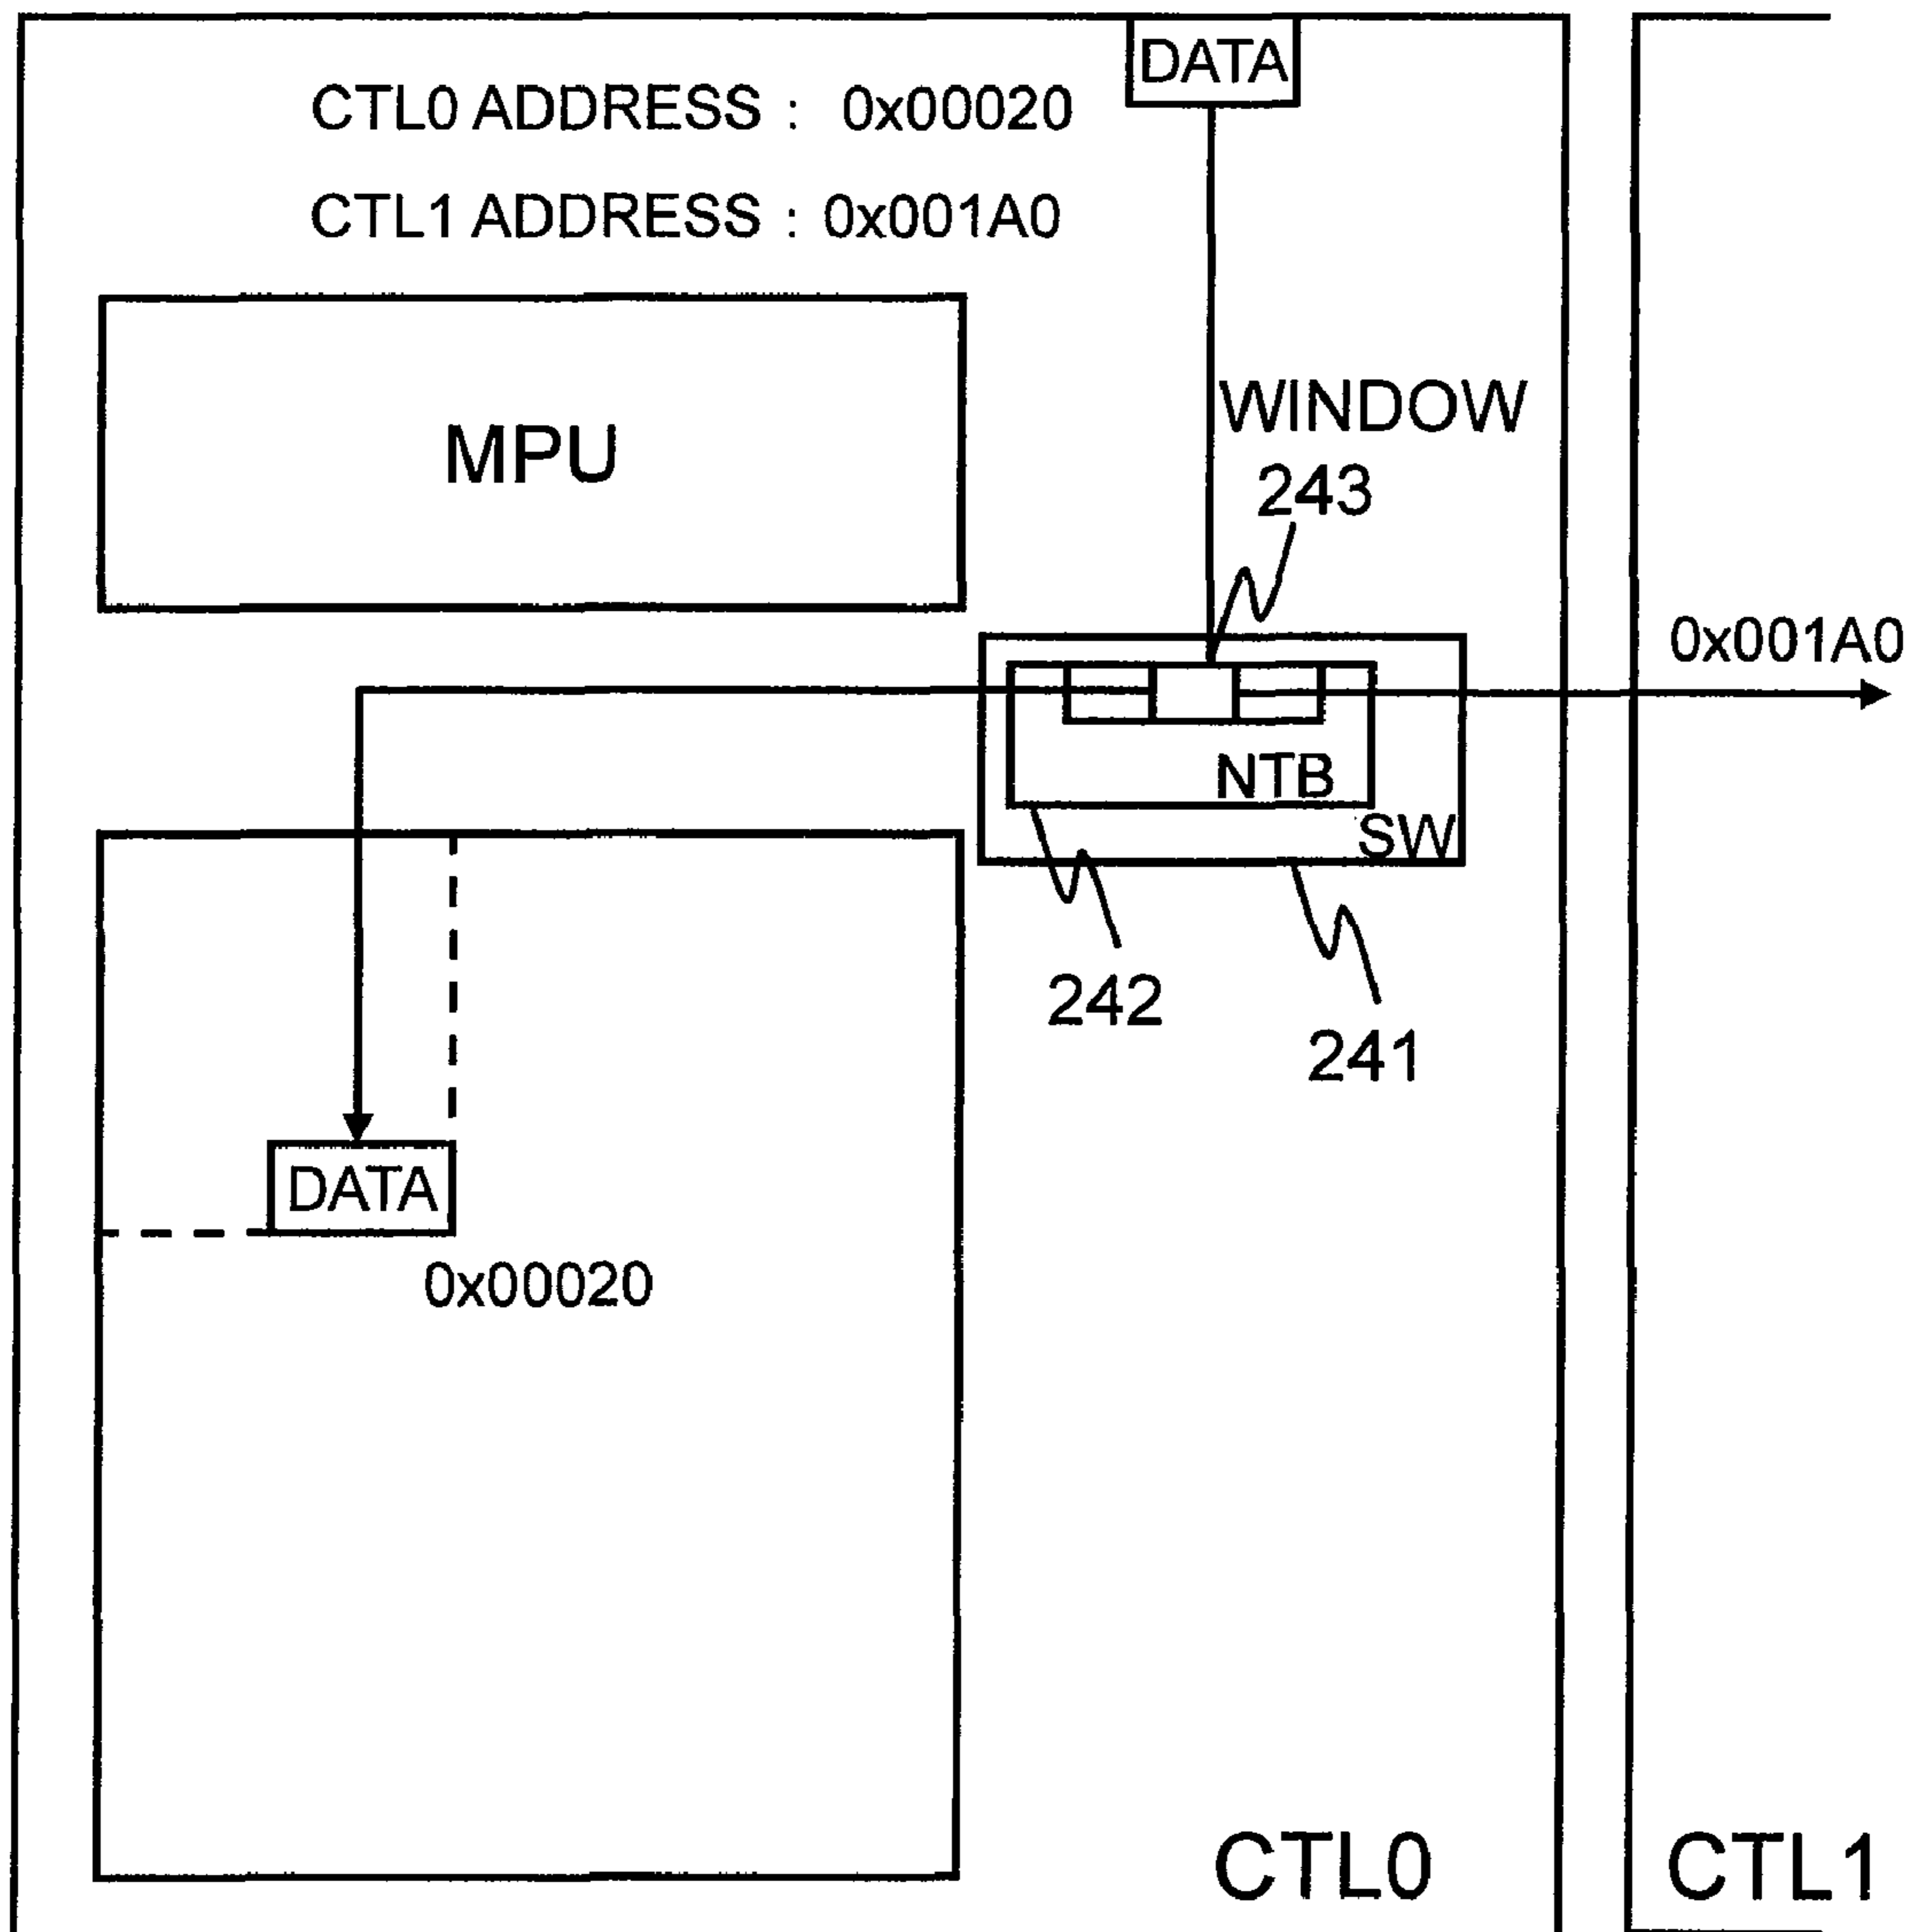 DATA
CTL0 ADDRESS : 0x00020
CTL1 ADDRESS : 0x001A0
MPU
WINDOW
243
0x001A0
NTB
SW
242
241
DATA
0x00020
CTL0
CTL1